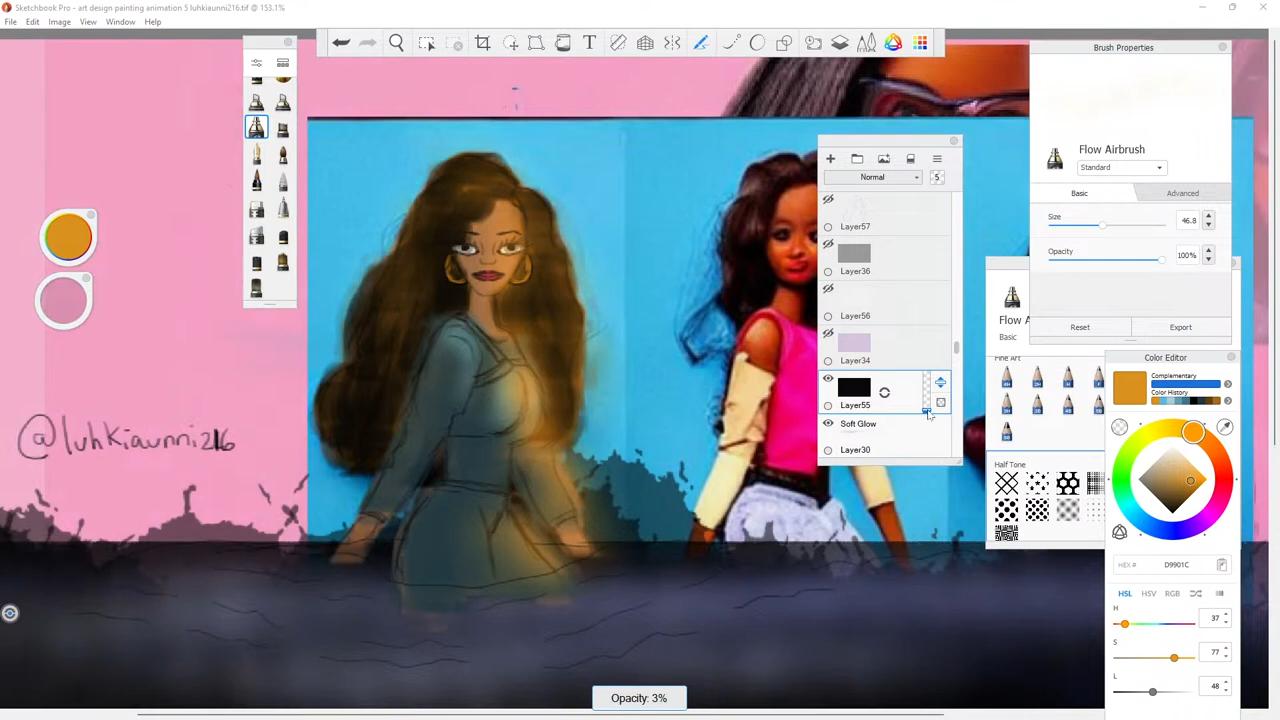 Sketchbook Pro - art design painting animation 5 luhkiaunni216.tif @ 153.1%
File Edit Image View Window Help
Brush Properties
Flow Airbrush
Standard
Basic Advanced
Size 46.8
Opacity 100%
Reset Export
Normal 5
Layer57
Layer36
Layer56
Layer34
Layer55
Soft Glow
Layer30
Flow A
Basic
Fine Art
Half Tone
Color Editor
Complementary
Color History
HEX # D9901C
HSL HSV RGB
H 37
S 77
L 48
@luhkiaunni216
Opacity: 3%